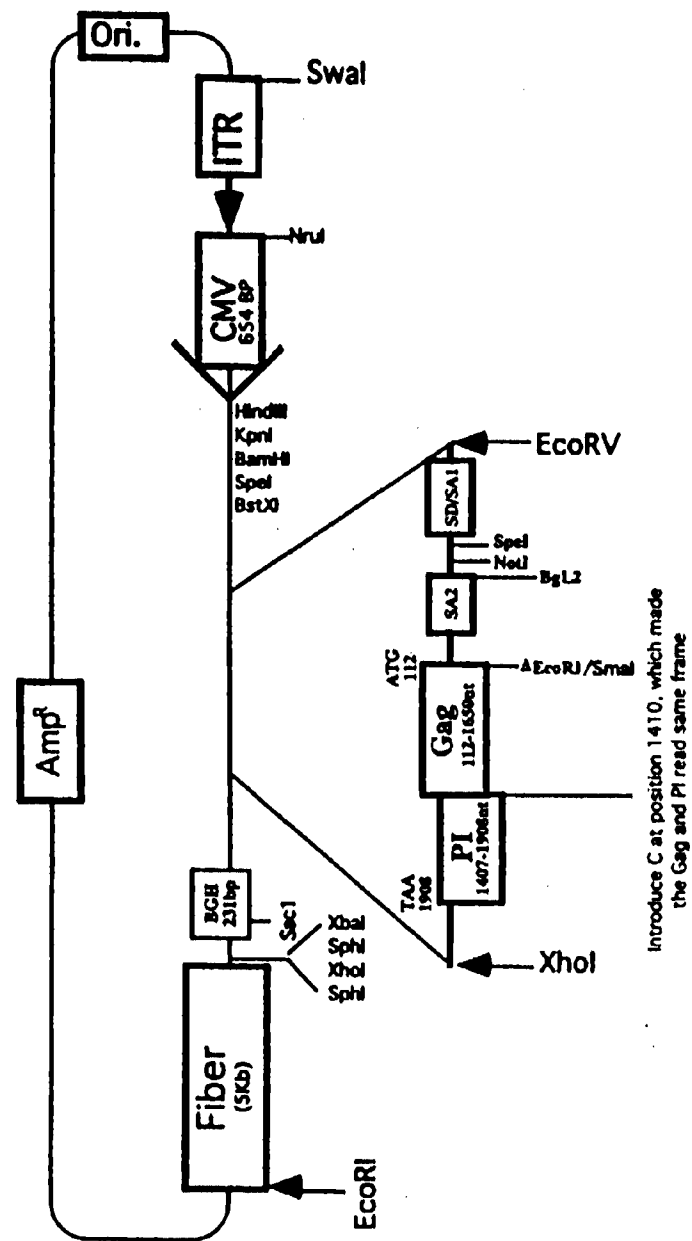 Ori.
SwaI
ITR
NruI
CMV
654 BP
HindIII
KpnI
BamHI
SpeI
BstXI
EcoRV
SD/SA1
SpeI
NotI
BgL2
SA2
ATG
112
ΔEcoRI/SmaI
Gag
112-1650nt
Amp^R
PI
1407-1908nt
TAA
1908
Introduce C at position 1410, which made
the Gag and PI read same frame
BGH
231bp
Sac1
XbaI
SphI
XhoI
SphI
XhoI
Fiber
(5Kb)
EcoRI